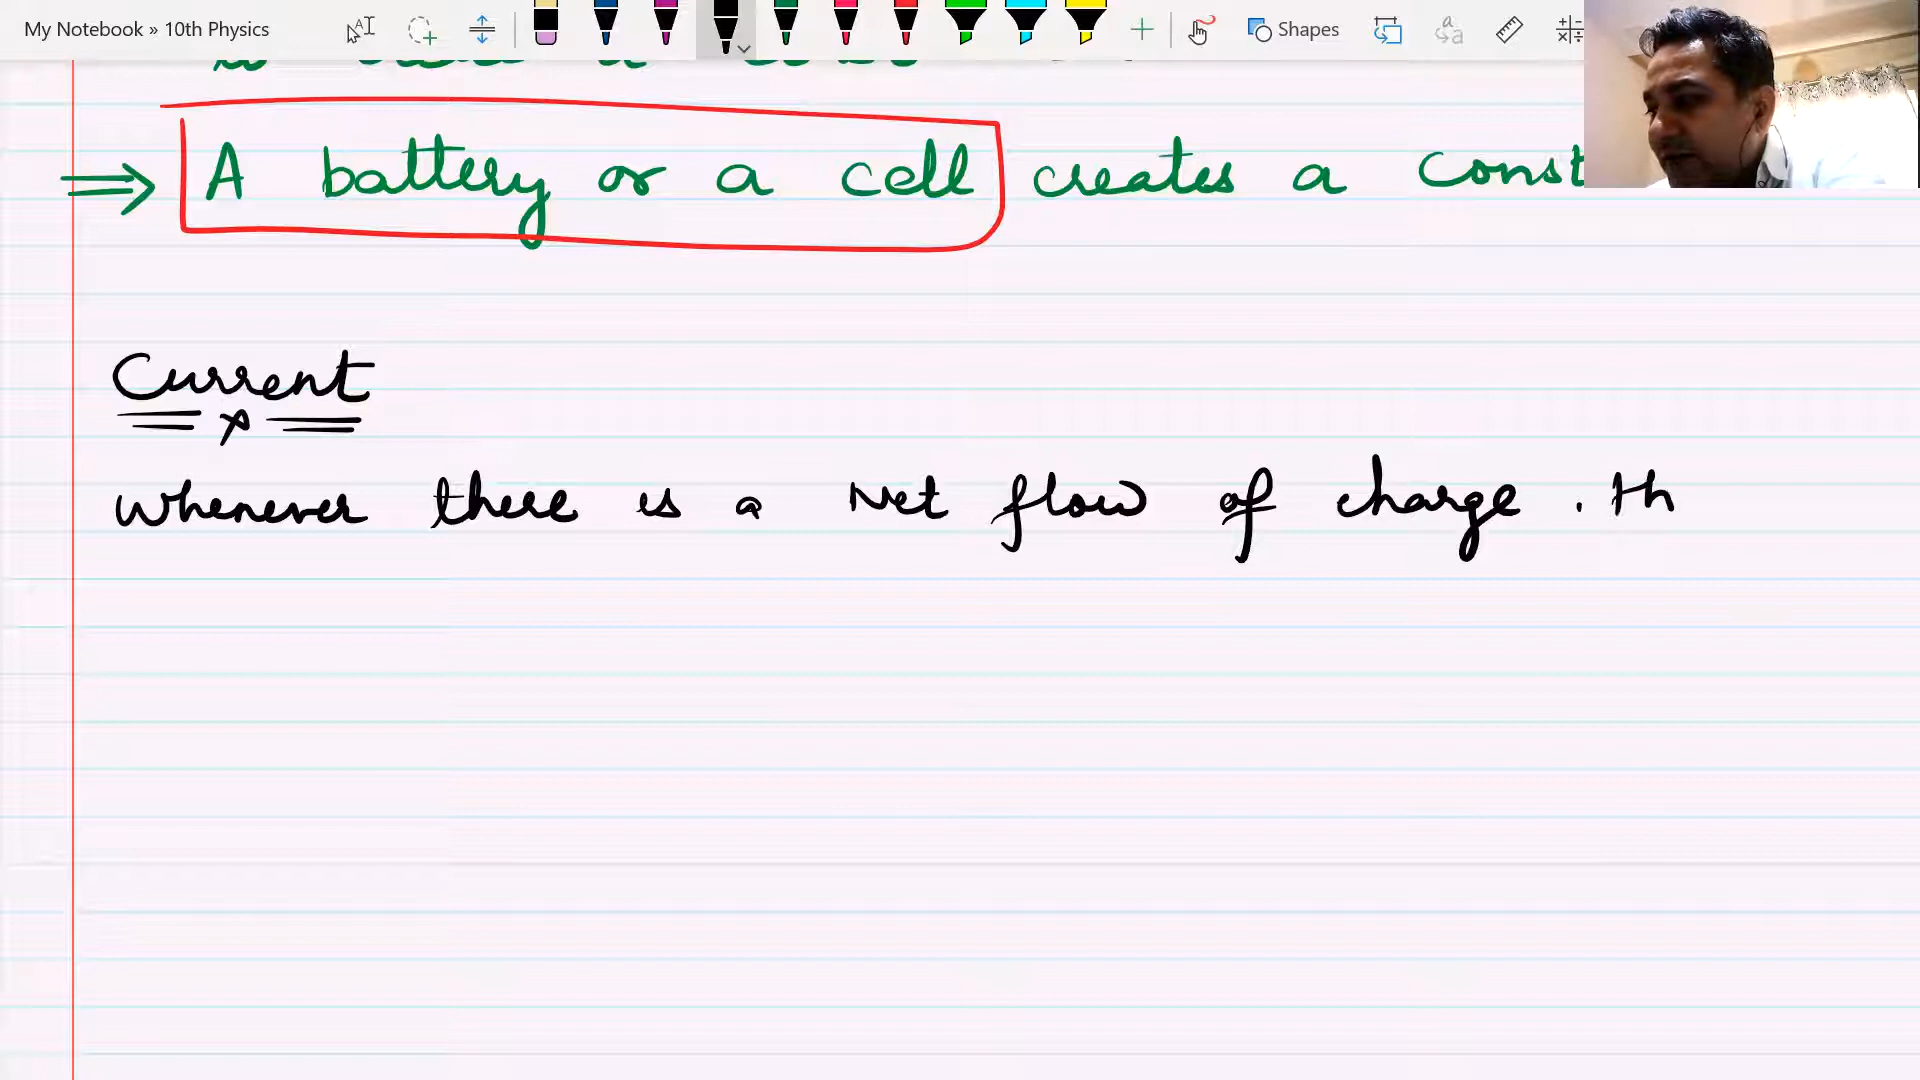 My Notebook » 10th Physics
Shapes
A battery or a cell creates a const
Current
whenever there is a Net flow of charge . th